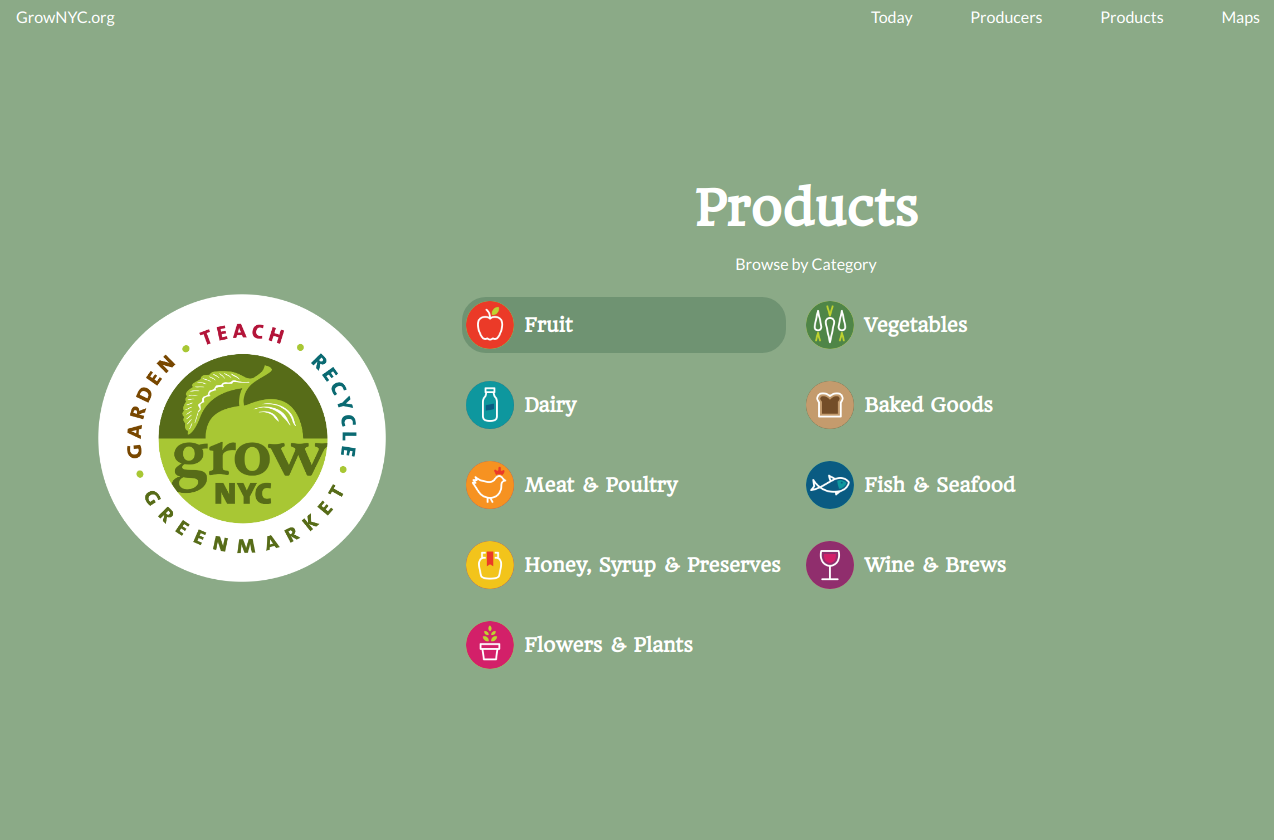 GrowNYC.org
Today
Producers
Products
Maps
Products
Browse by Category
GARDEN • TEACH • RECYCLE • GREENMARKET •
grow
NYC
Fruit
Vegetables
Dairy
Baked Goods
Meat & Poultry
Fish & Seafood
Honey, Syrup & Preserves
Wine & Brews
Flowers & Plants